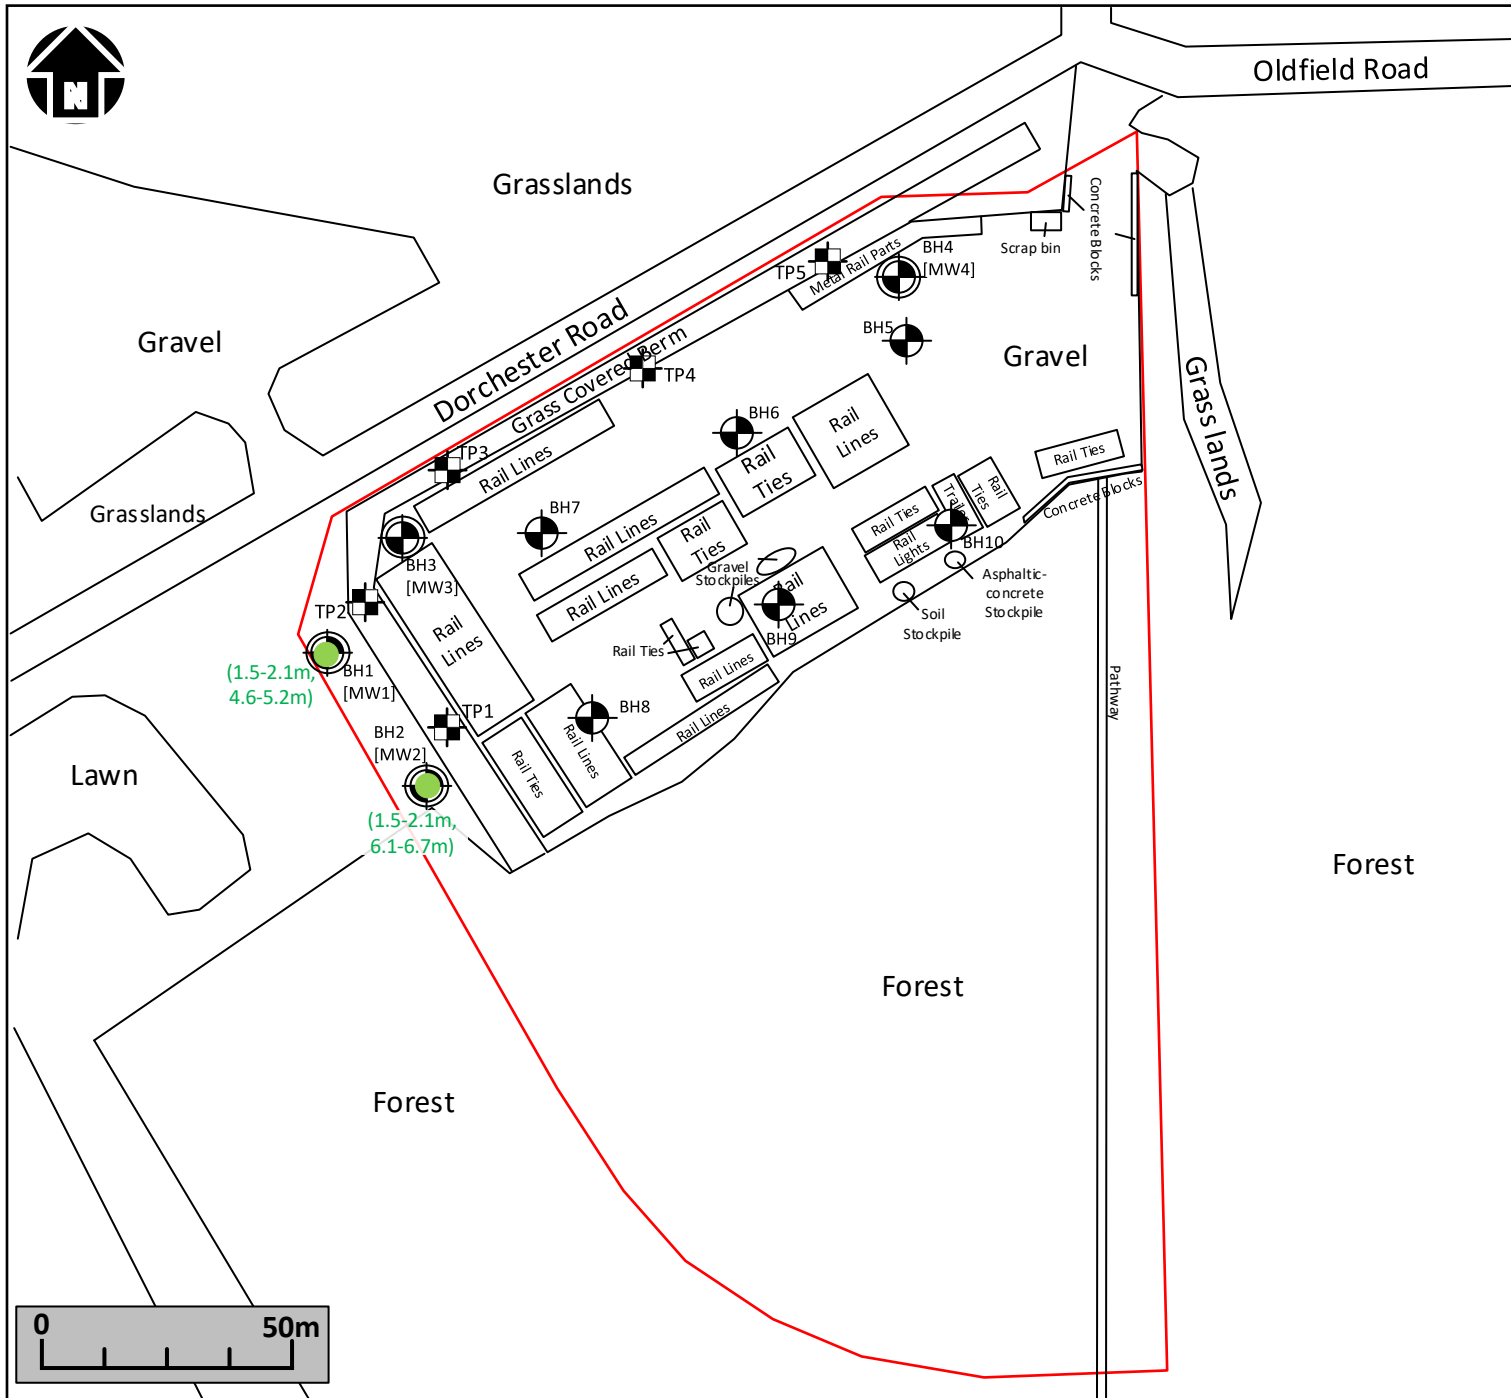 N
Oldfield Road
Grasslands
Concrete Blocks
Scrap bin
BH4
[MW4]
TP5
Metal Rail Parts
Gravel
Dorchester Road
BH5
Gravel
Grass Covered Berm
TP4
Grasslands
BH6
Rail
Lines
TP3
Rail Lines
Rail
Ties
Rail Ties
Grasslands
Concrete Blocks
BH7
Rail Lines
Rail
Ties
Rail Ties
Trailer
Rail
Ties
Rail
Lights
BH10
BH3
[MW3]
Rail Lines
Gravel
Stockpiles
Rail
Lines
BH9
Asphaltic-
concrete
Stockpile
Soil
Stockpile
TP2
Rail
Lines
Rail Ties
Rail Lines
(1.5-2.1m,
4.6-5.2m)
BH1
[MW1]
Pathway
TP1
BH8
Rail Lines
BH2
[MW2]
Rail Ties
Rail Lines
Lawn
(1.5-2.1m,
6.1-6.7m)
Forest
Forest
Forest
0
50m